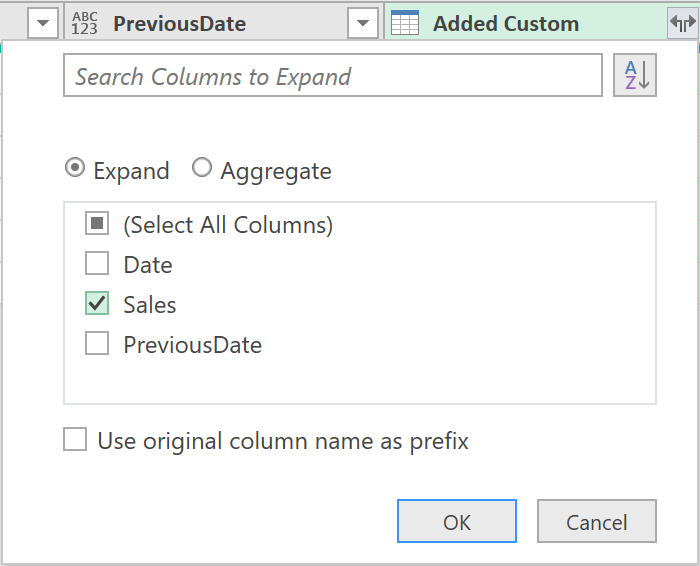 ABC
123 PreviousDate Added Custom
Search Columns to Expand
A
Z
Expand Aggregate
(Select All Columns)
Date
Sales
PreviousDate
Use original column name as prefix
OK Cancel